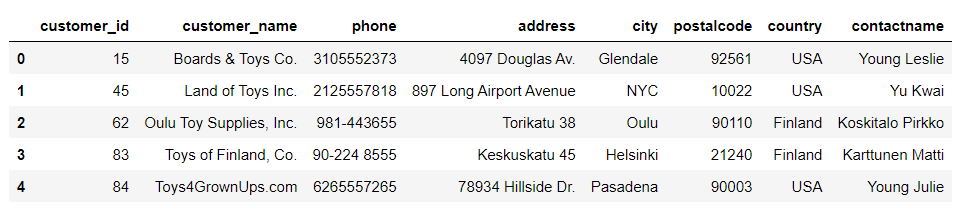 customer_id customer_name phone address city postalcode country contactname
0 15 Boards & Toys Co. 3105552373 4097 Douglas Av. Glendale 92561 USA Young Leslie
1 45 Land of Toys Inc. 2125557818 897 Long Airport Avenue NYC 10022 USA Yu Kwai
2 62 Oulu Toy Supplies, Inc. 981-443655 Torikatu 38 Oulu 90110 Finland Koskitalo Pirkko
3 83 Toys of Finland, Co. 90-224 8555 Keskuskatu 45 Helsinki 21240 Finland Karttunen Matti
4 84 Toys4GrownUps.com 6265557265 78934 Hillside Dr. Pasadena 90003 USA Young Julie